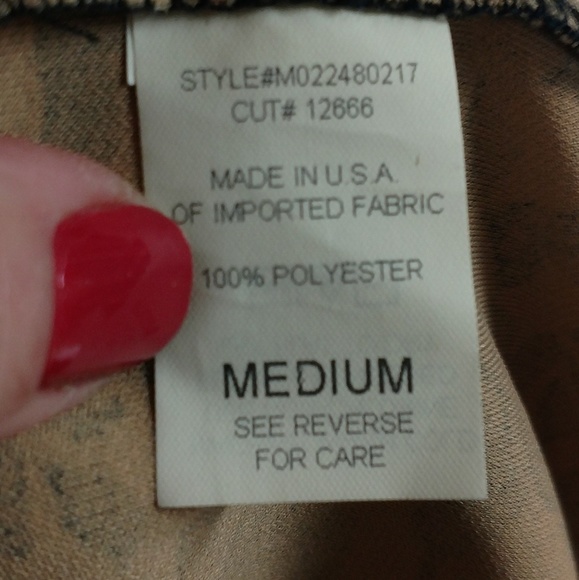 STYLE#M022480217
CUT# 12666
MADE IN U.S.A.
OF IMPORTED FABRIC
100% POLYESTER
MEDIUM
SEE REVERSE
FOR CARE